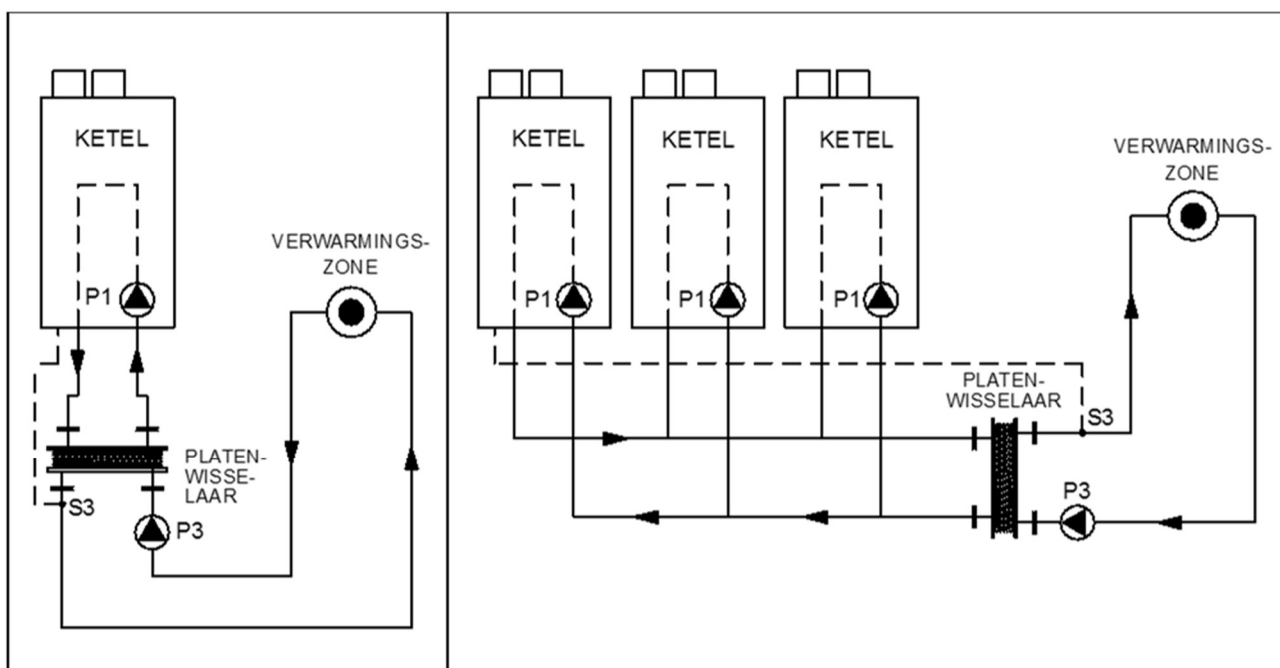 KETEL
P1
VERWARMINGS-
ZONE
PLATEN-
WISSE-
LAAR
S3
P3
KETEL
KETEL
KETEL
P1
P1
P1
VERWARMINGS-
ZONE
PLATEN-
WISSELAAR
S3
P3